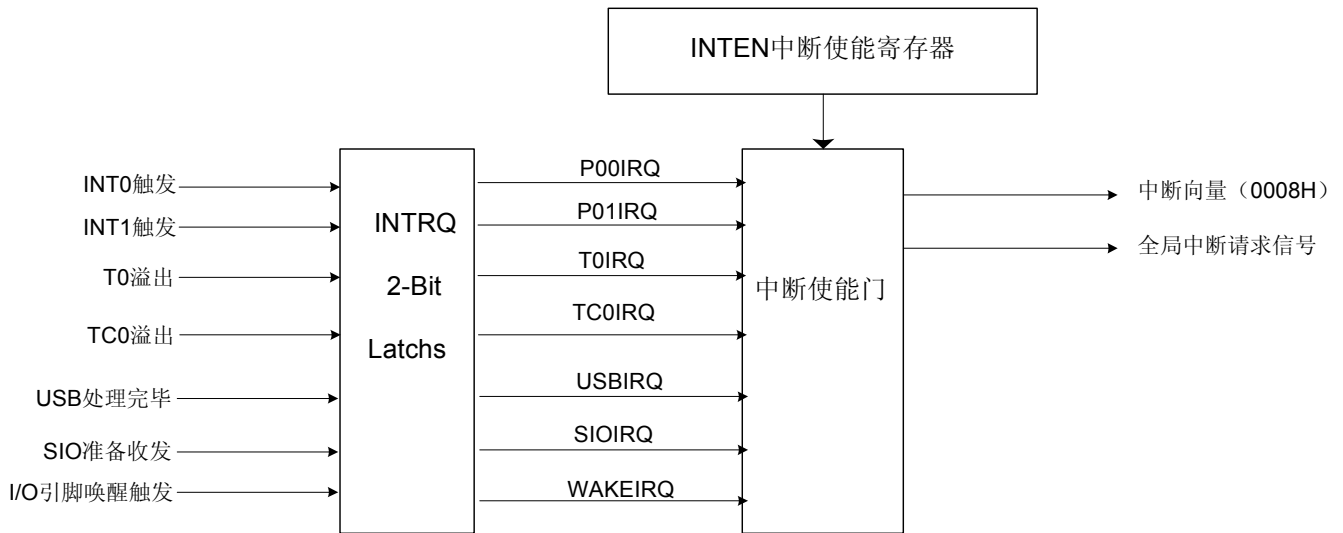 INTEN中断使能寄存器
INT0触发
INT1触发
T0溢出
TC0溢出
USB处理完毕
SIO准备收发
I/O引脚唤醒触发
INTRQ
2-Bit
Latchs
P00IRQ
P01IRQ
T0IRQ
TC0IRQ
USBIRQ
SIOIRQ
WAKEIRQ
中断使能门
中断向量（0008H）
全局中断请求信号